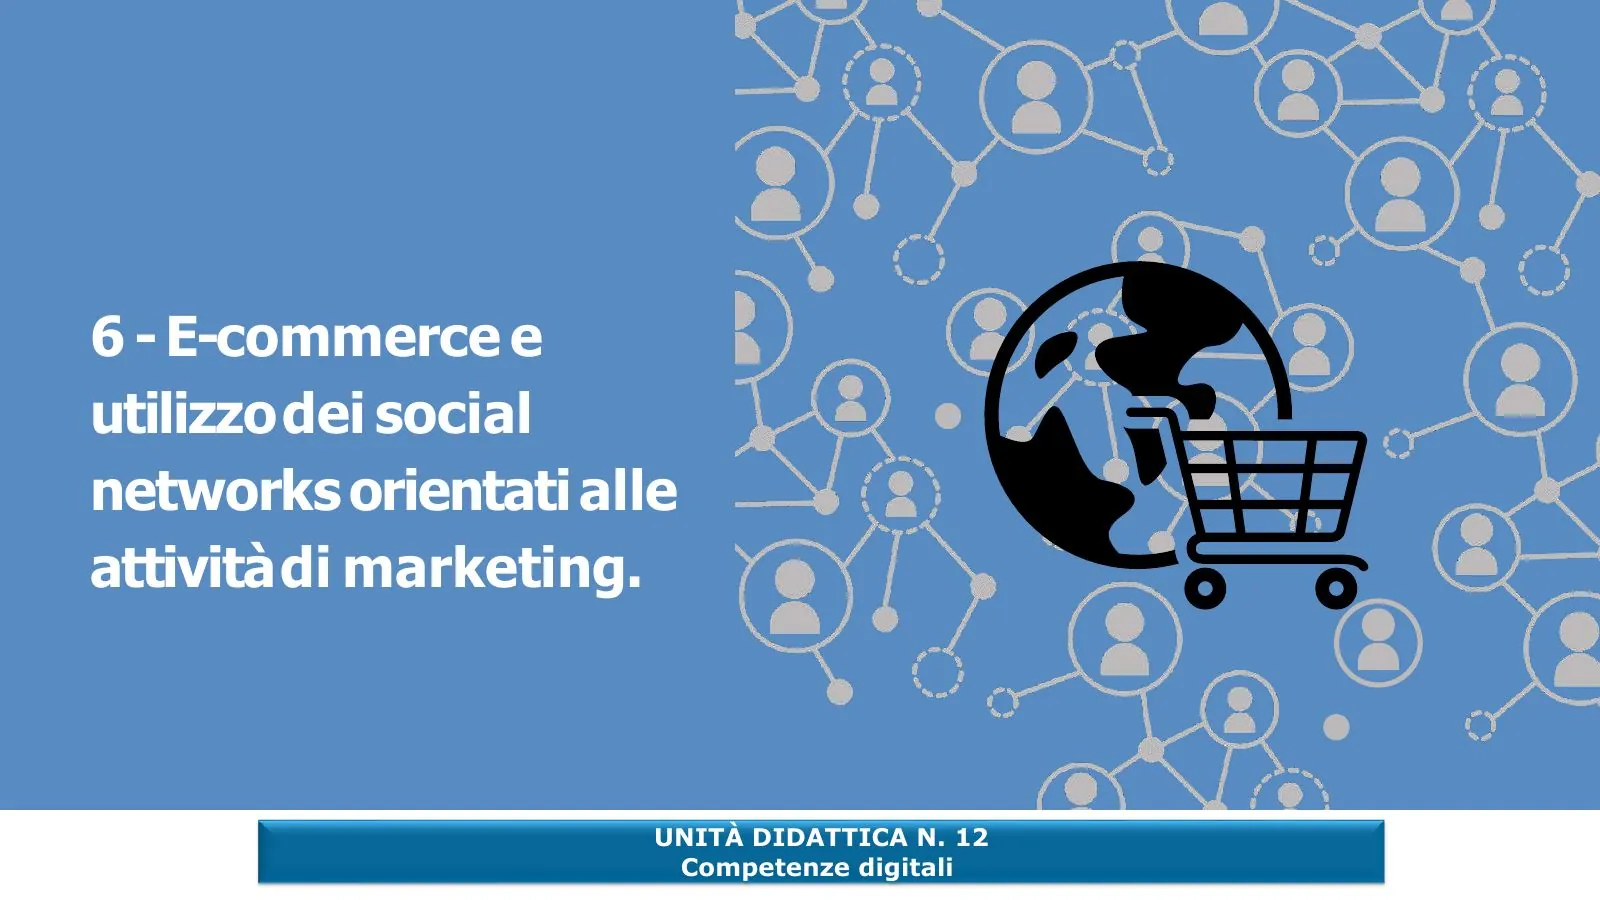 6 - E-commerce e
utilizzo dei social
networks orientati alle
attività di marketing.
UNITÀ DIDATTICA N. 12
Competenze digitali